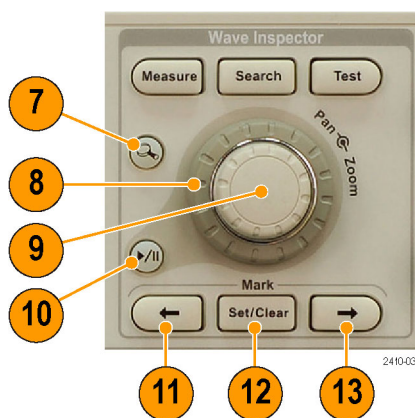 Wave Inspector
Measure
Search
Test
7
Pan
Zoom
8
9
10
Mark
Set/Clear
2410-03
11
12
13